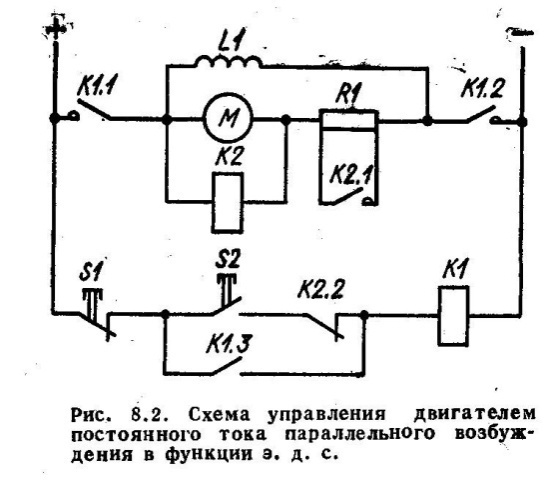 + L1 −
K1.1 R1 K1.2
M
K2
K2.1
S1 S2 K2.2 K1
K1.3
Рис. 8.2. Схема управления двигателем
постоянного тока параллельного возбуж-
дения в функции э. д. с.